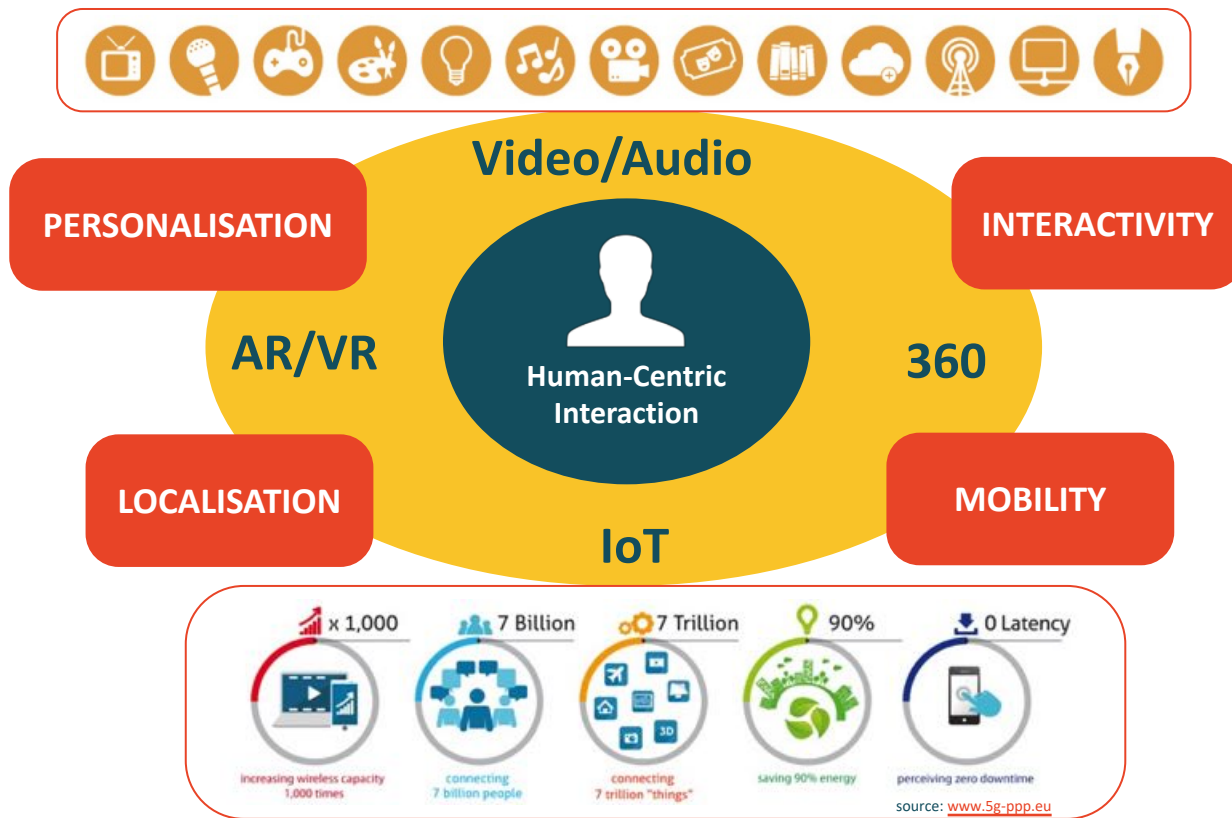 Video/Audio
PERSONALISATION
INTERACTIVITY
AR/VR
360
Human-Centric
Interaction
LOCALISATION
MOBILITY
IoT
x 1,000
7 Billion
7 Trillion
90%
0 Latency
3D
increasing wireless capacity
1,000 times
connecting
7 billion people
connecting
7 trillion "things"
saving 90% energy
perceiving zero downtime
source: www.5g-ppp.eu